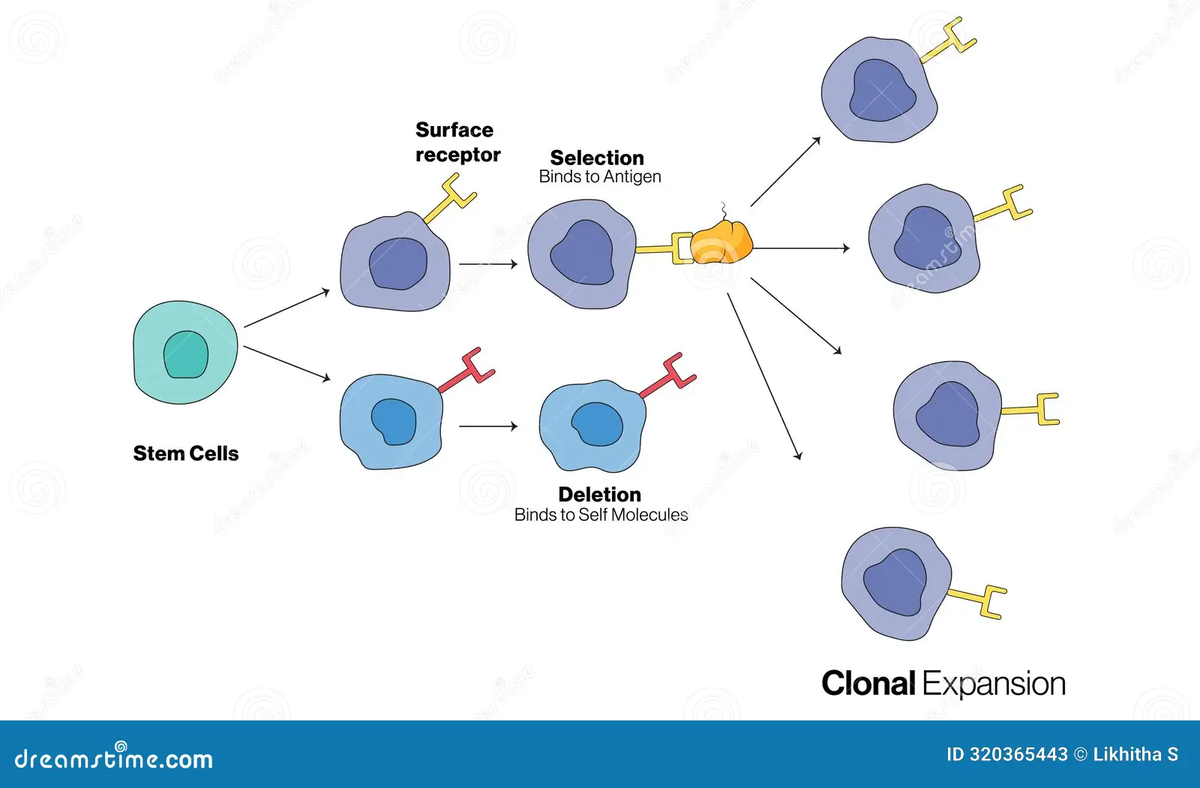 Surface
receptor
Selection
Binds to Antigen
Stem Cells
Deletion
Binds to Self Molecules
Clonal Expansion
dreamstime.com
ID 320365443 © Likhitha S